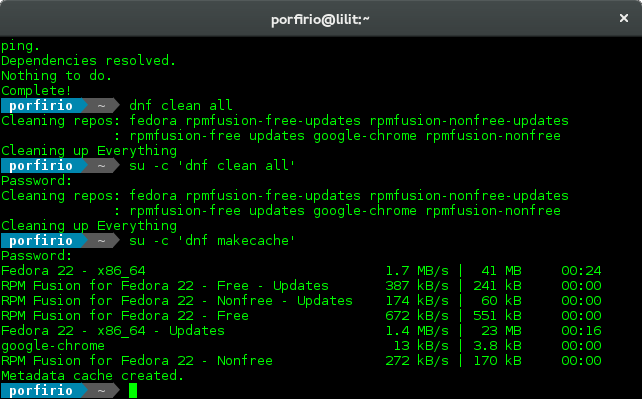 porfirio@lilit:~
ping.
Dependencies resolved.
Nothing to do.
Complete!
porfirio ~ dnf clean all
Cleaning repos: fedora rpmfusion-free-updates rpmfusion-nonfree-updates
              : rpmfusion-free updates google-chrome rpmfusion-nonfree
Cleaning up Everything
porfirio ~ su -c 'dnf clean all'
Password:
Cleaning repos: fedora rpmfusion-free-updates rpmfusion-nonfree-updates
              : rpmfusion-free updates google-chrome rpmfusion-nonfree
Cleaning up Everything
porfirio ~ su -c 'dnf makecache'
Password:
Fedora 22 - x86_64                              1.7 MB/s |  41 MB     00:24
RPM Fusion for Fedora 22 - Free - Updates       387 kB/s | 241 kB     00:00
RPM Fusion for Fedora 22 - Nonfree - Updates    174 kB/s |  60 kB     00:00
RPM Fusion for Fedora 22 - Free                 672 kB/s | 551 kB     00:00
Fedora 22 - x86_64 - Updates                    1.4 MB/s |  23 MB     00:16
google-chrome                                    13 kB/s | 3.8 kB     00:00
RPM Fusion for Fedora 22 - Nonfree              272 kB/s | 170 kB     00:00
Metadata cache created.
porfirio ~